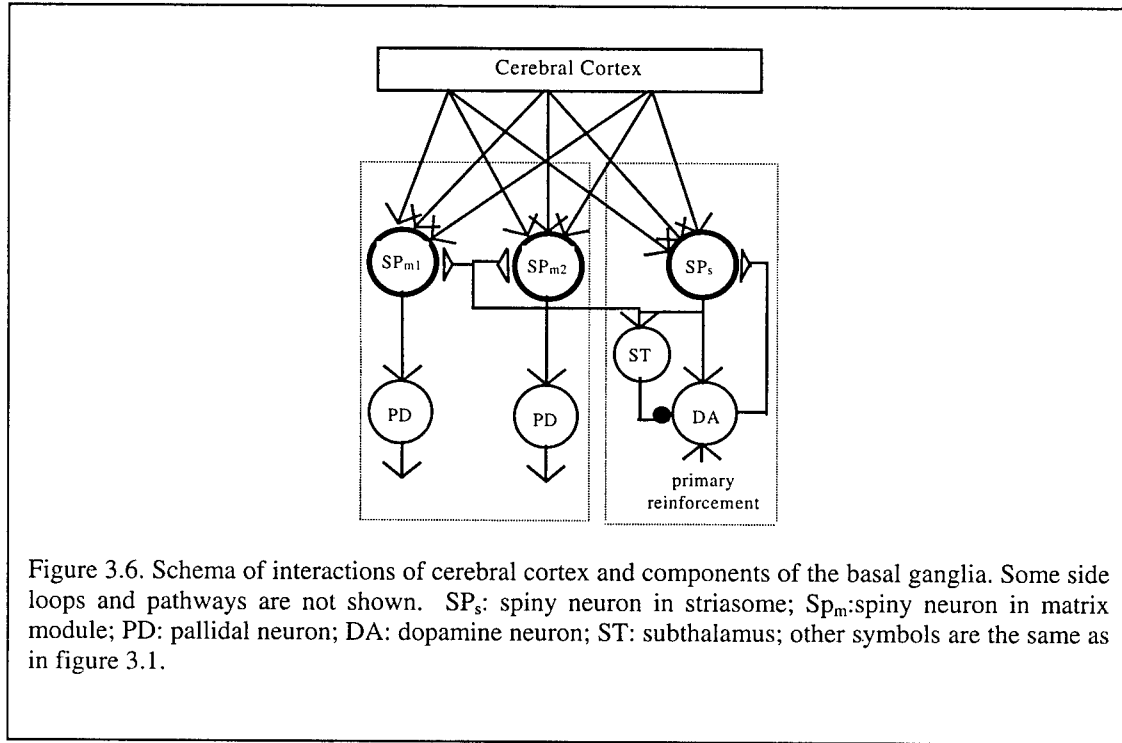 Cerebral Cortex
SPm1
SPm2
SPs
ST
PD
PD
DA
primary
reinforcement
Figure 3.6. Schema of interactions of cerebral cortex and components of the basal ganglia. Some side
loops and pathways are not shown. SPs: spiny neuron in striasome; Spm:spiny neuron in matrix
module; PD: pallidal neuron; DA: dopamine neuron; ST: subthalamus; other symbols are the same as
in figure 3.1.